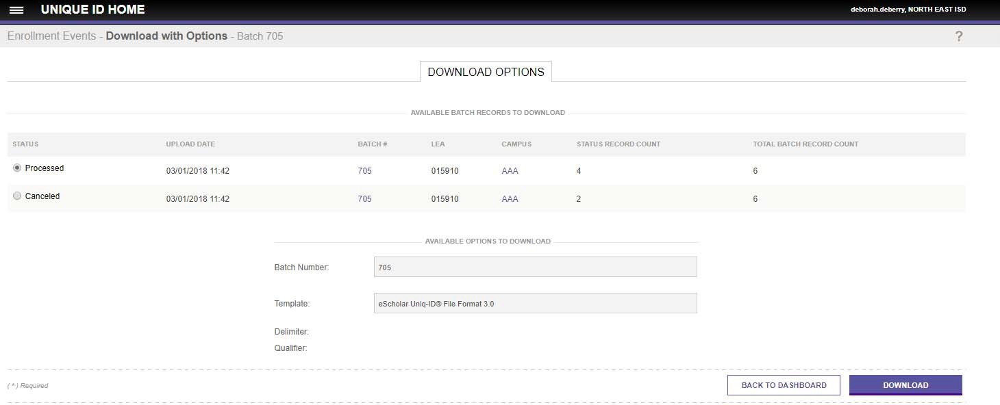 UNIQUE ID HOME
deborah.deberry, NORTH EAST ISD
Enrollment Events - Download with Options - Batch 705
?
DOWNLOAD OPTIONS
AVAILABLE BATCH RECORDS TO DOWNLOAD
STATUS UPLOAD DATE BATCH # LEA CAMPUS STATUS RECORD COUNT TOTAL BATCH RECORD COUNT
Processed 03/01/2018 11:42 705 015910 AAA 4 6
Canceled 03/01/2018 11:42 705 015910 AAA 2 6
AVAILABLE OPTIONS TO DOWNLOAD
Batch Number: 705
Template: eScholar Uniq-ID® File Format 3.0
Delimiter:
Qualifier:
( * ) Required
BACK TO DASHBOARD DOWNLOAD